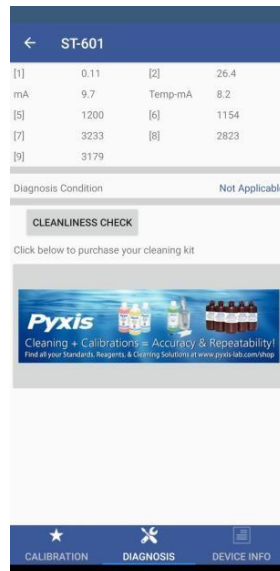 ST-601
[1] 0.11 [2] 26.4
mA 9.7 Temp-mA 8.2
[5] 1200 [6] 1154
[7] 3233 [8] 2823
[9] 3179
Diagnosis Condition Not Applicabl
CLEANLINESS CHECK
Click below to purchase your cleaning kit
Pyxis
Cleaning + Calibrations = Accuracy & Repeatability!
Find all your Standards, Reagents, & Cleaning Solutions at www.pyxis-lab.com/shop
CALIBRATION DIAGNOSIS DEVICE INFO